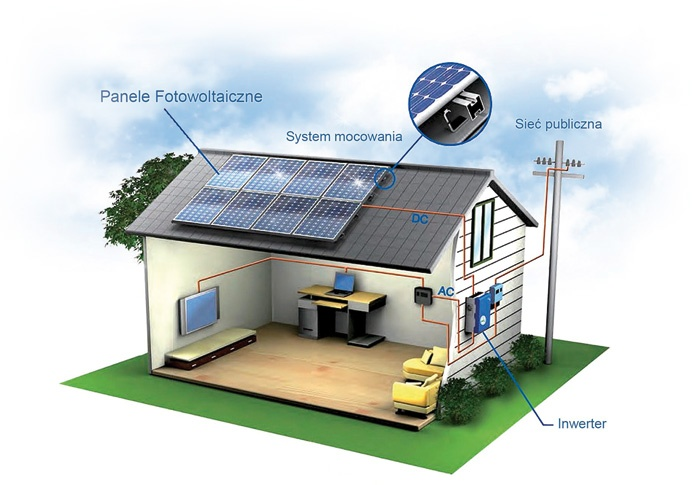 Panele Fotowoltaiczne
System mocowania
Sieć publiczna
DC
AC
Inwerter